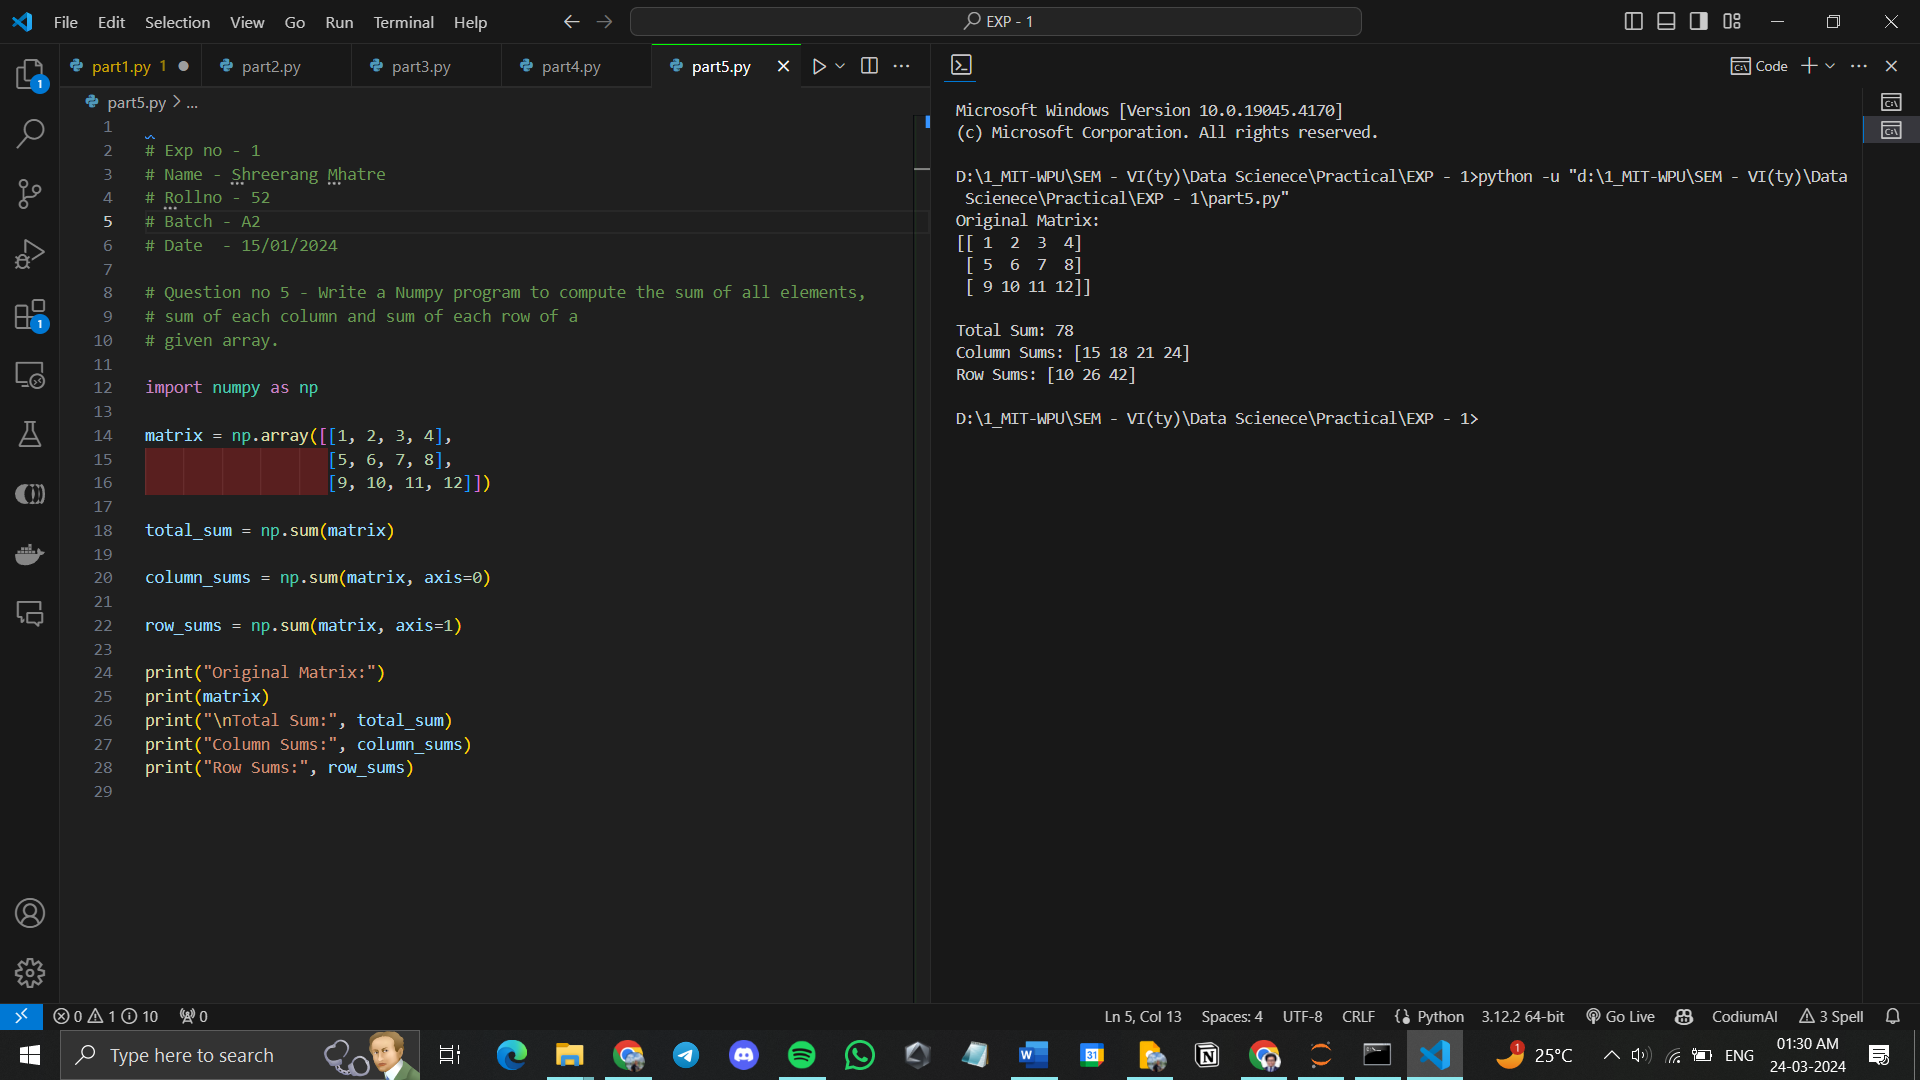 File Edit Selection View Go Run Terminal Help
EXP - 1
part1.py 1
part2.py
part3.py
part4.py
part5.py
part5.py > ...
1
2 # Exp no - 1
3 # Name - Shreerang Mhatre
4 # Rollno - 52
5 # Batch - A2
6 # Date  - 15/01/2024
7
8 # Question no 5 - Write a Numpy program to compute the sum of all elements,
9 # sum of each column and sum of each row of a
10 # given array.
11
12 import numpy as np
13
14 matrix = np.array([[1, 2, 3, 4],
15                    [5, 6, 7, 8],
16                    [9, 10, 11, 12]])
17
18 total_sum = np.sum(matrix)
19
20 column_sums = np.sum(matrix, axis=0)
21
22 row_sums = np.sum(matrix, axis=1)
23
24 print("Original Matrix:")
25 print(matrix)
26 print("\nTotal Sum:", total_sum)
27 print("Column Sums:", column_sums)
28 print("Row Sums:", row_sums)
29
Code
Microsoft Windows [Version 10.0.19045.4170]
(c) Microsoft Corporation. All rights reserved.
D:\1_MIT-WPU\SEM - VI(ty)\Data Scienece\Practical\EXP - 1>python -u "d:\1_MIT-WPU\SEM - VI(ty)\Data
Scienece\Practical\EXP - 1\part5.py"
Original Matrix:
[[ 1  2  3  4]
 [ 5  6  7  8]
 [ 9 10 11 12]]
Total Sum: 78
Column Sums: [15 18 21 24]
Row Sums: [10 26 42]
D:\1_MIT-WPU\SEM - VI(ty)\Data Scienece\Practical\EXP - 1>
1
1
0 1 10 0
Ln 5, Col 13 Spaces: 4 UTF-8 CRLF Python 3.12.2 64-bit Go Live CodiumAI 3 Spell
Type here to search
W
31
1
25°C
ENG
01:30 AM
24-03-2024